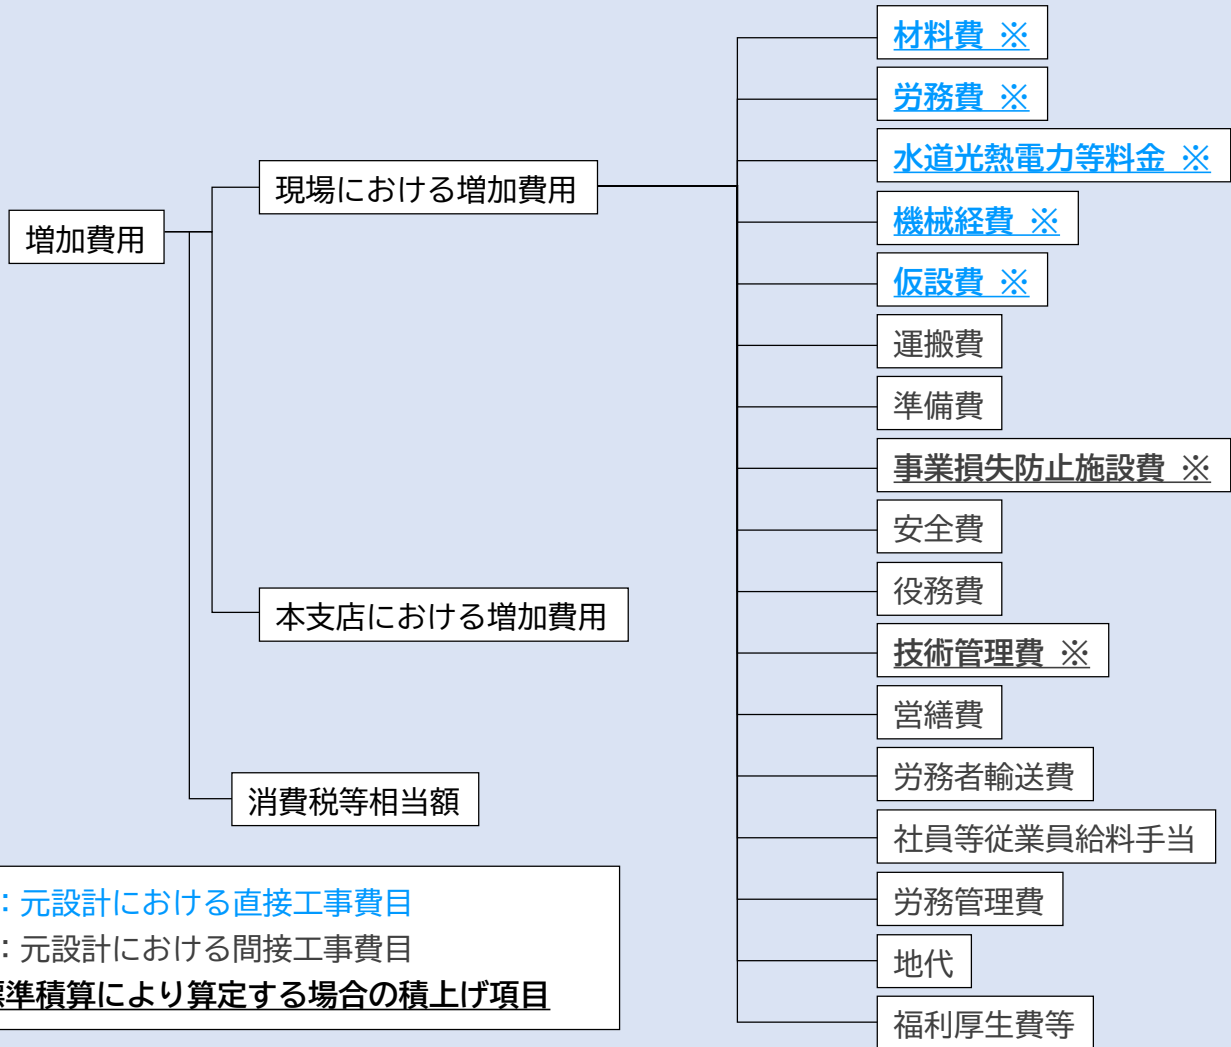 増加費用
現場における増加費用
本支店における増加費用
消費税等相当額
材料費 ※
労務費 ※
水道光熱電力等料金 ※
機械経費 ※
仮設費 ※
運搬費
準備費
事業損失防止施設費 ※
安全費
役務費
技術管理費 ※
営繕費
労務者輸送費
社員等従業員給料手当
労務管理費
地代
福利厚生費等
：元設計における直接工事費目
：元設計における間接工事費目
準積算により算定する場合の積上げ項目